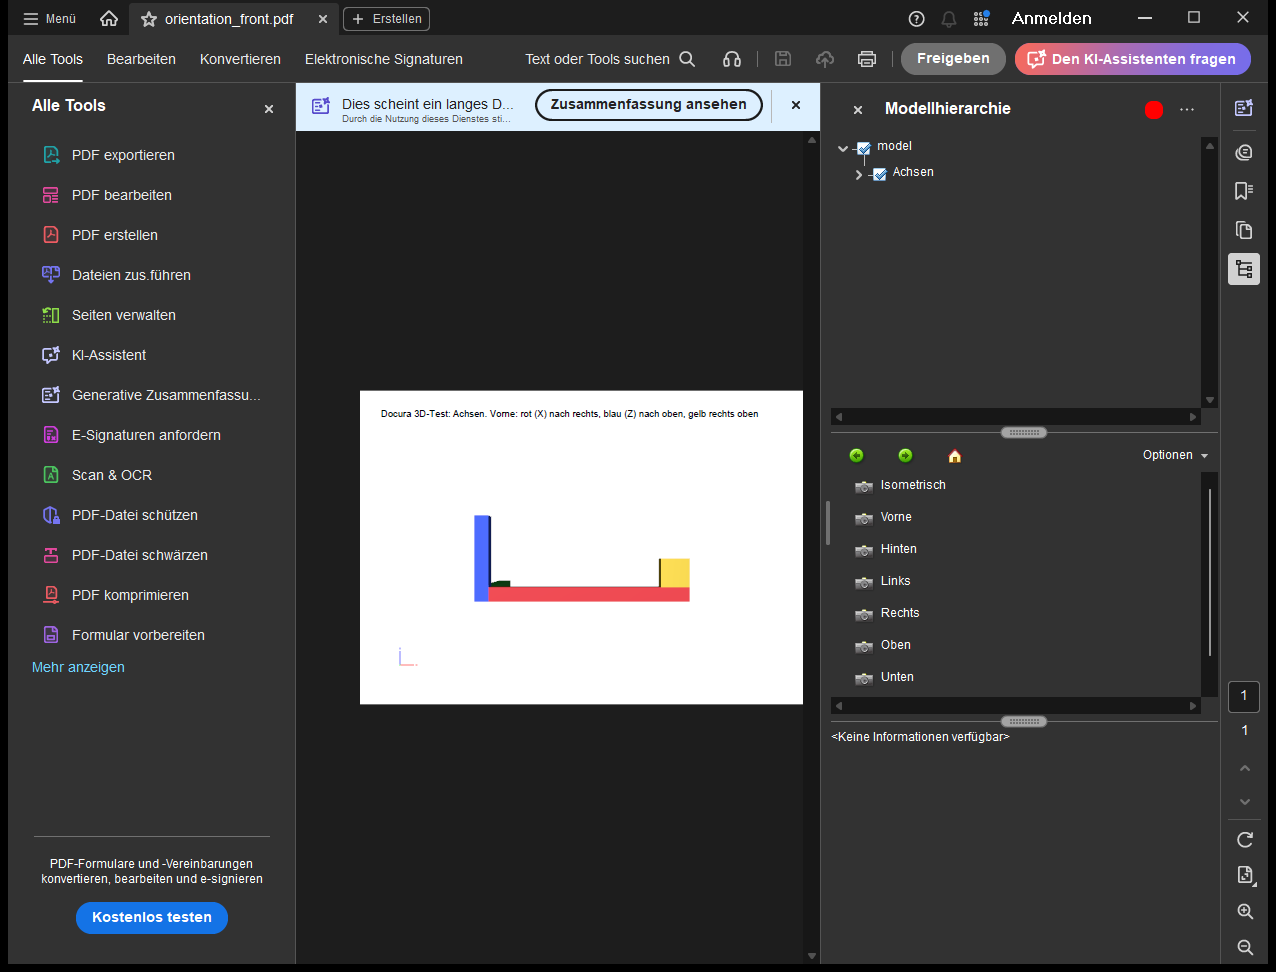 Menü
orientation_front.pdf
Erstellen
Anmelden
Alle Tools
Bearbeiten
Konvertieren
Elektronische Signaturen
Text oder Tools suchen
Freigeben
Den KI-Assistenten fragen
Alle Tools
PDF exportieren
PDF bearbeiten
PDF erstellen
Dateien zus.führen
Seiten verwalten
KI-Assistent
Generative Zusammenfassu...
E-Signaturen anfordern
Scan & OCR
PDF-Datei schützen
PDF-Datei schwärzen
PDF komprimieren
Formular vorbereiten
Mehr anzeigen
PDF-Formulare und -Vereinbarungen
konvertieren, bearbeiten und e-signieren
Kostenlos testen
Dies scheint ein langes D...
Durch die Nutzung dieses Dienstes sti...
Zusammenfassung ansehen
Docura 3D-Test: Achsen. Vorne: rot (X) nach rechts, blau (Z) nach oben, gelb rechts oben
Modellhierarchie
model
Achsen
Optionen
Isometrisch
Vorne
Hinten
Links
Rechts
Oben
Unten
<Keine Informationen verfügbar>
1
1